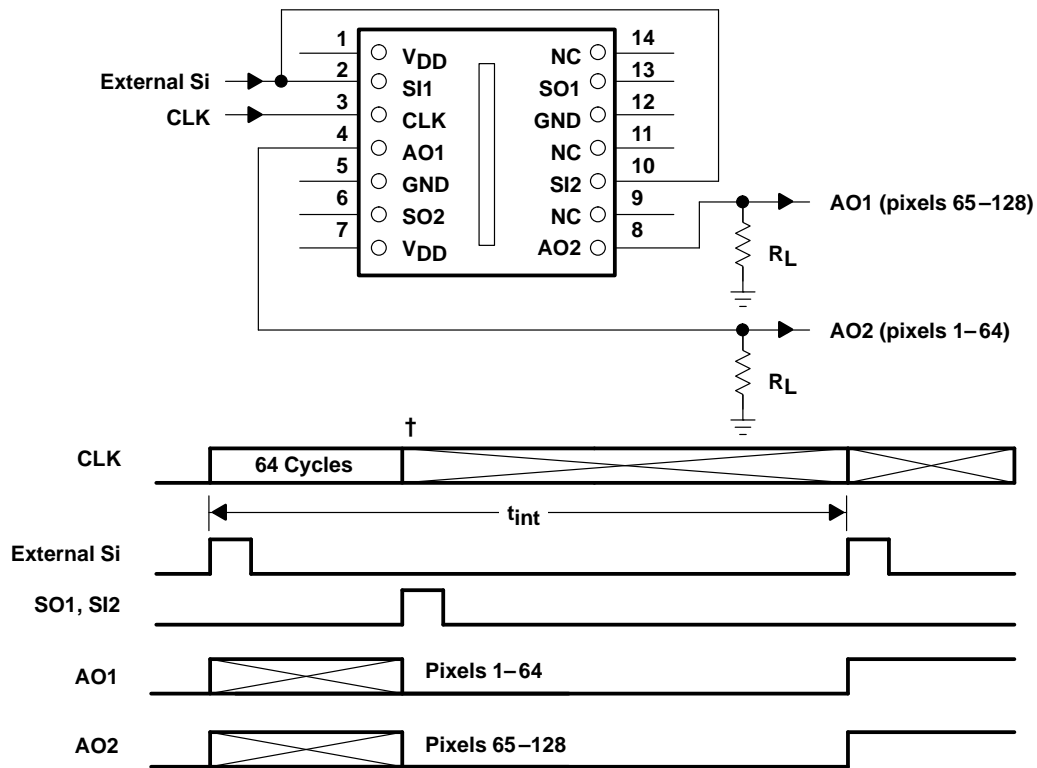 1
VDD
NC
14
External Si
2
SI1
SO1
13
CLK
3
CLK
GND
12
4
AO1
NC
11
5
GND
SI2
10
6
SO2
NC
9
AO1 (pixels 65–128)
7
VDD
AO2
8
RL
AO2 (pixels 1–64)
RL
†
CLK
64 Cycles
tint
External Si
SO1, SI2
AO1
Pixels 1–64
AO2
Pixels 65–128